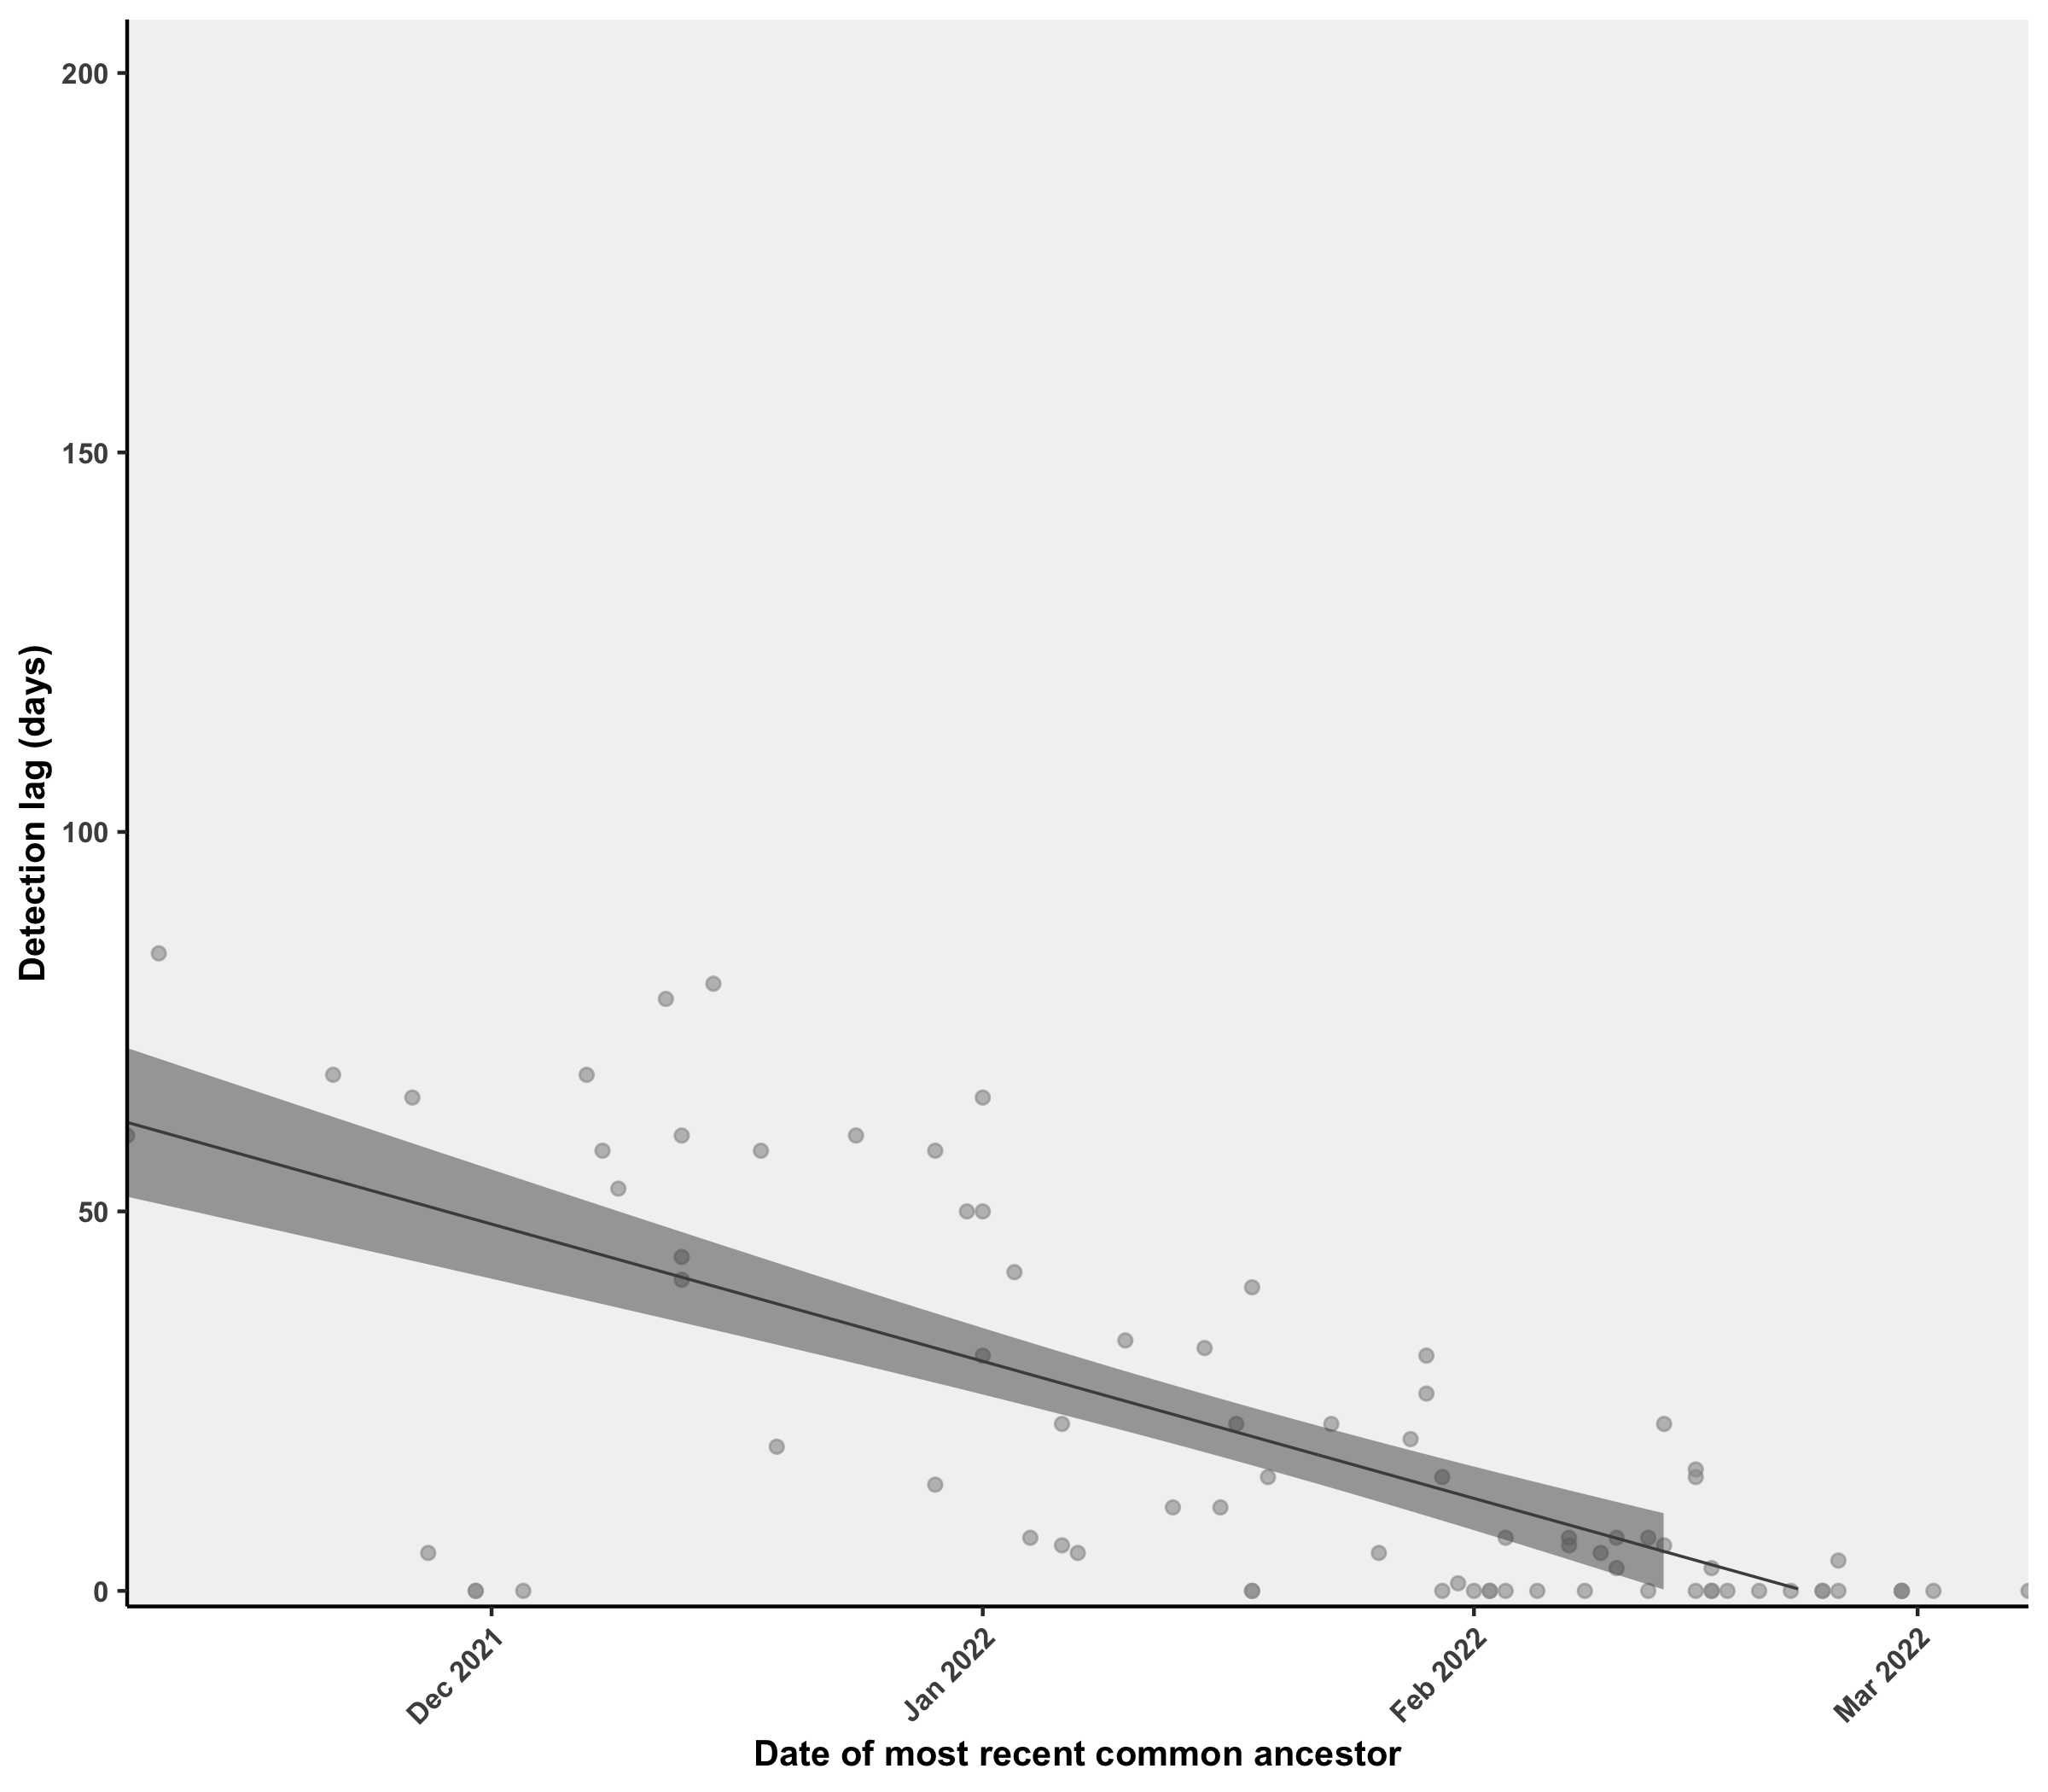 200
150
100
50
0
Detection lag (days)
Dec 2021
Jan 2022
Feb 2022
Mar 2022
Date of most recent common ancestor